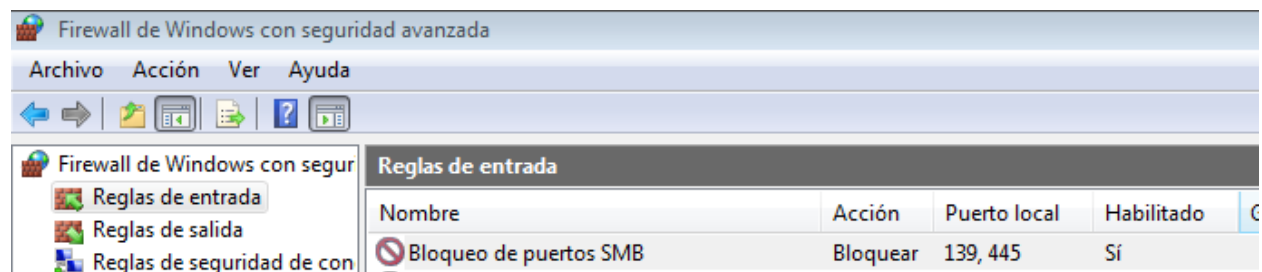 Firewall de Windows con seguridad avanzada
Archivo Acción Ver Ayuda
Firewall de Windows con segur
Reglas de entrada
Reglas de salida
Reglas de seguridad de con
Reglas de entrada
Nombre Acción Puerto local Habilitado
Bloqueo de puertos SMB Bloquear 139, 445 Sí